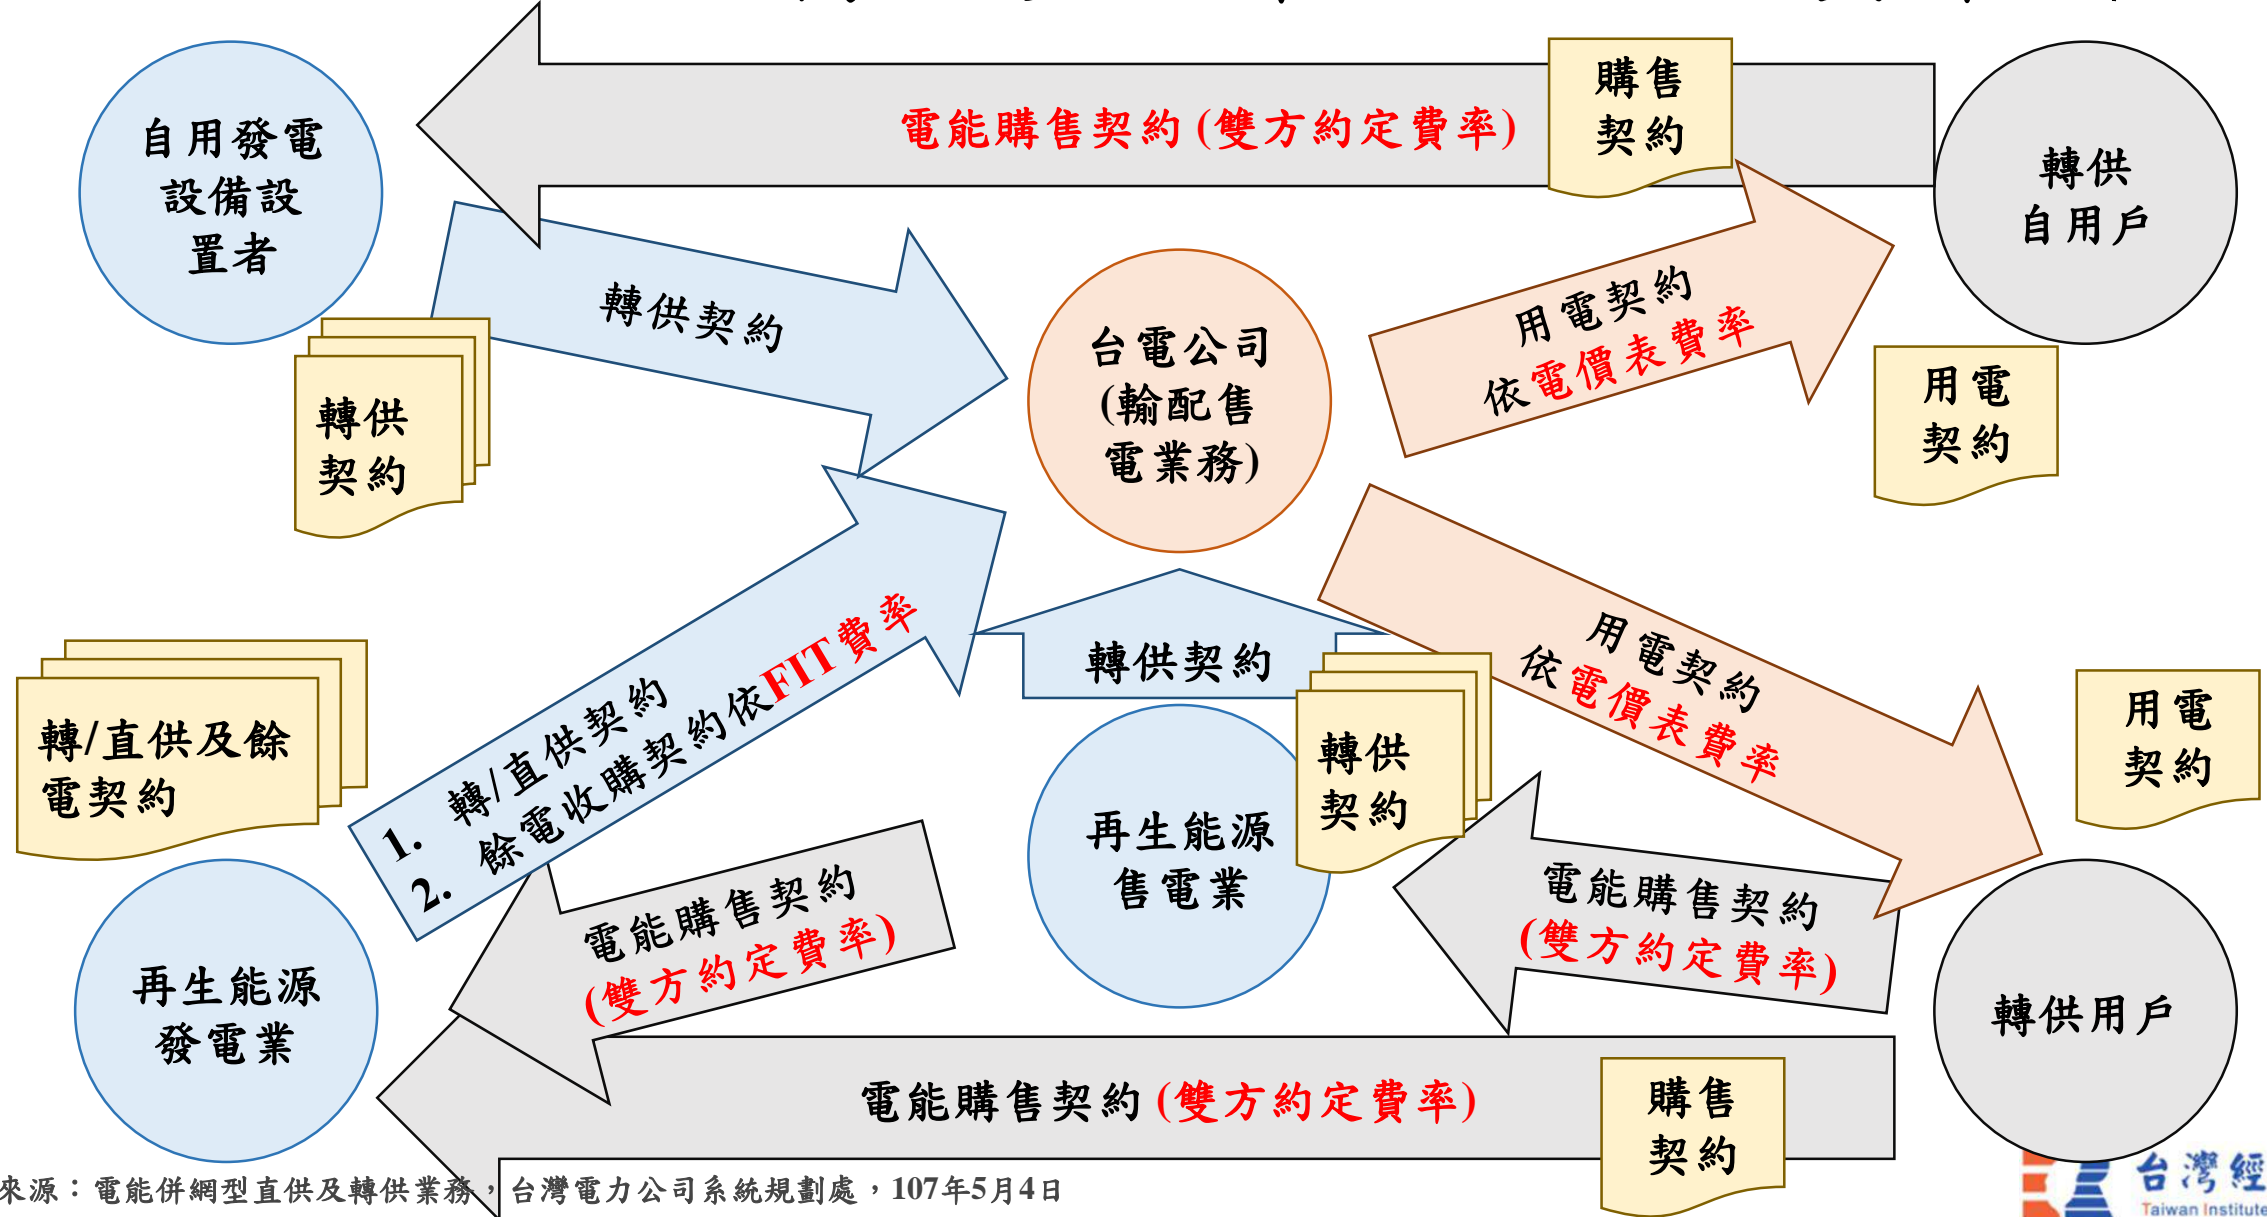 自用發電
設備設
置者
電能購售契約(雙方約定費率)
購售
契約
轉供
自用戶
轉供契約
轉供
契約
台電公司
(輸配售
電業務)
用電契約
依電價表費率
用電
契約
轉/直供及餘
電契約
1. 轉/直供契約
2. 餘電收購契約依FIT費率
轉供契約
轉供
契約
用電契約
依電價表費率
用電
契約
再生能源
售電業
電能購售契約
(雙方約定費率)
電能購售契約
(雙方約定費率)
再生能源
發電業
轉供用戶
電能購售契約(雙方約定費率)
購售
契約
來源：電能併網型直供及轉供業務，台灣電力公司系統規劃處，107年5月4日
台灣經
Taiwan Institute